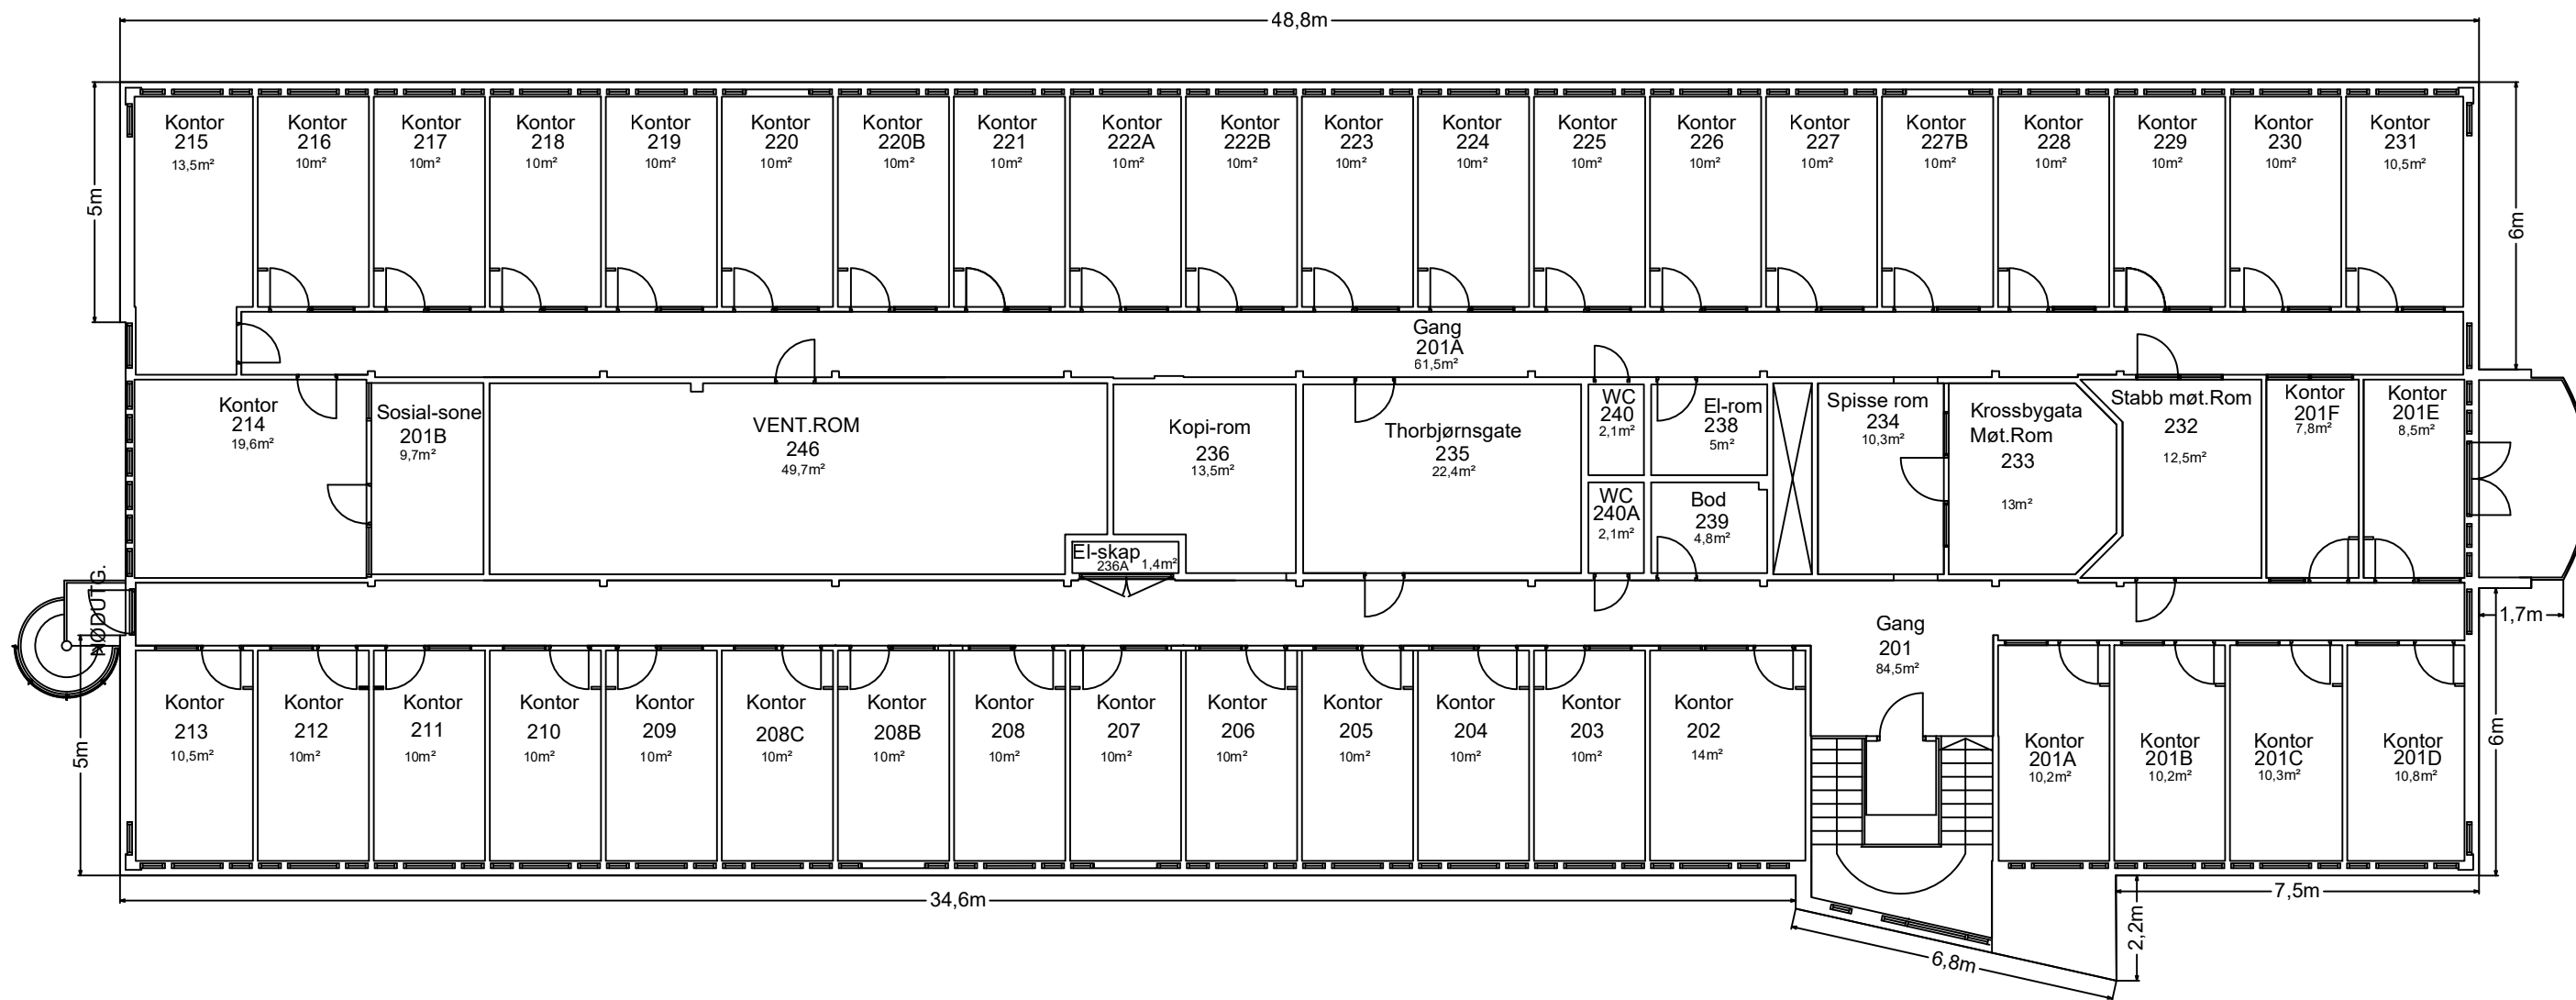 48,8m
5m
6m
Kontor
215
13,5m²
Kontor
216
10m²
Kontor
217
10m²
Kontor
218
10m²
Kontor
219
10m²
Kontor
220
10m²
Kontor
220B
10m²
Kontor
221
10m²
Kontor
222A
10m²
Kontor
222B
10m²
Kontor
223
10m²
Kontor
224
10m²
Kontor
225
10m²
Kontor
226
10m²
Kontor
227
10m²
Kontor
227B
10m²
Kontor
228
10m²
Kontor
229
10m²
Kontor
230
10m²
Kontor
231
10,5m²
Gang
201A
61,5m²
Kontor
214
19,6m²
Sosial-sone
201B
9,7m²
VENT.ROM
246
49,7m²
Kopi-rom
236
13,5m²
El-skap
236A 1,4m²
Thorbjørnsgate
235
22,4m²
WC
240
2,1m²
WC
240A
2,1m²
El-rom
238
5m²
Bod
239
4,8m²
Spisse rom
234
10,3m²
Krossbygata
Møt.Rom
233
13m²
Stabb møt.Rom
232
12,5m²
Kontor
201F
7,8m²
Kontor
201E
8,5m²
NØDUTG.
1,7m
Gang
201
84,5m²
5m
6m
Kontor
213
10,5m²
Kontor
212
10m²
Kontor
211
10m²
Kontor
210
10m²
Kontor
209
10m²
Kontor
208C
10m²
Kontor
208B
10m²
Kontor
208
10m²
Kontor
207
10m²
Kontor
206
10m²
Kontor
205
10m²
Kontor
204
10m²
Kontor
203
10m²
Kontor
202
14m²
Kontor
201A
10,2m²
Kontor
201B
10,2m²
Kontor
201C
10,3m²
Kontor
201D
10,8m²
34,6m
7,5m
2,2m
6,8m